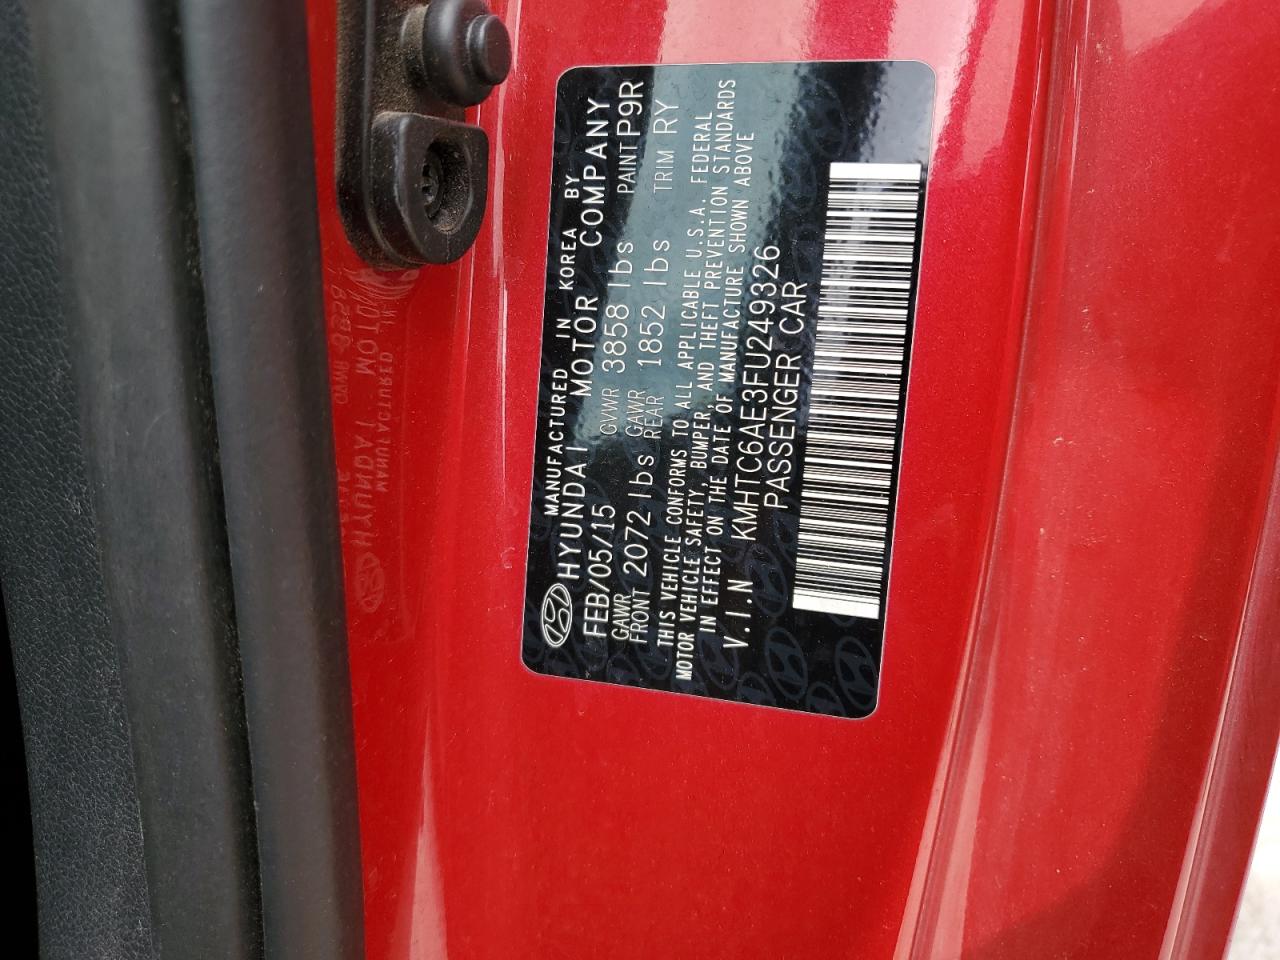 MANUFACTURED IN KOREA BY
HYUNDAI MOTOR COMPANY
FEB/05/15 GVWR 3858 lbs PAINT P9R
GAWR FRONT 2072 lbs GAWR REAR 1852 lbs TRIM RY
THIS VEHICLE CONFORMS TO ALL APPLICABLE U.S.A. FEDERAL
MOTOR VEHICLE SAFETY, BUMPER, AND THEFT PREVENTION STANDARDS
IN EFFECT ON THE DATE OF MANUFACTURE SHOWN ABOVE
V.I.N KMHTC6AE3FU249326
PASSENGER CAR